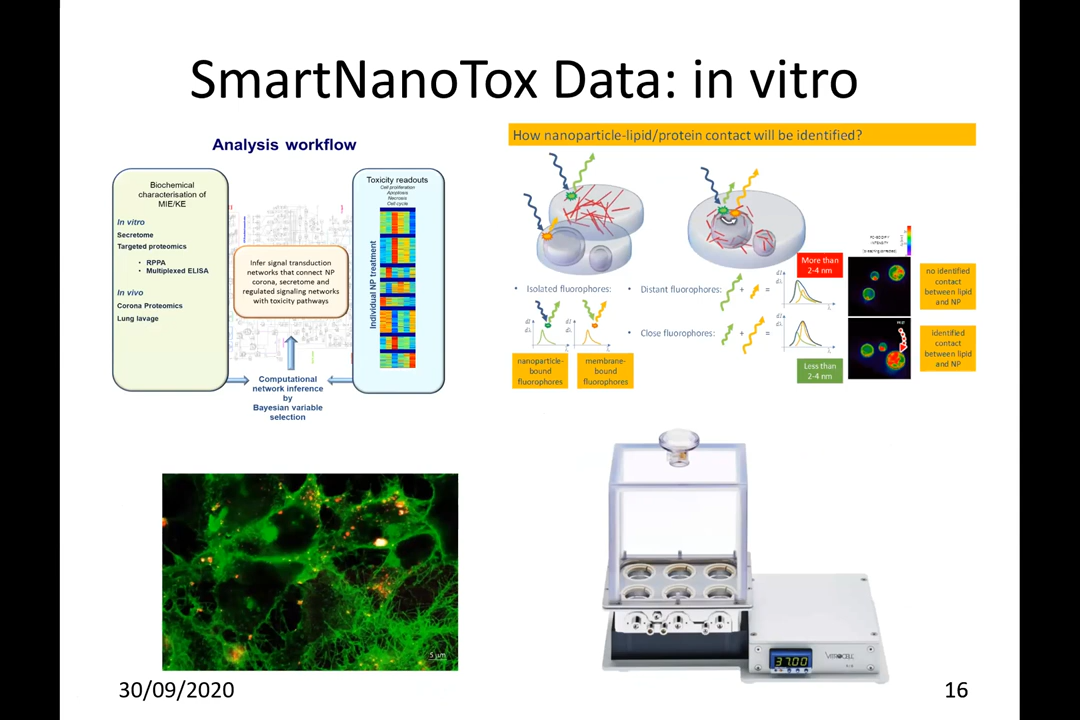 SmartNanoTox Data: in vitro
Analysis workflow
Biochemical
characterisation of
MIE/KE
In vitro
Secretome
Targeted proteomics
• RPPA
• Multiplexed ELISA
In vivo
Corona Proteomics
Lung lavage
Infer signal transduction
networks that connect NP
corona, secretome and
regulated signaling networks
with toxicity pathways
Computational
network inference
by
Bayesian variable
selection
Toxicity readouts
Cell proliferation
Apoptosis
Necrosis
Cell cycle
Individual NP treatment
How nanoparticle-lipid/protein contact will be identified?
• Isolated fluorophores:
nanoparticle-
bound
fluorophores
membrane-
bound
fluorophores
• Distant fluorophores:
+ =
• Close fluorophores:
+ =
More than
2-4 nm
Less than
2-4 nm
no identified
contact
between lipid
and NP
identified
contact
between lipid
and NP
5 µm
37.00
VITROCELL
30/09/2020
16